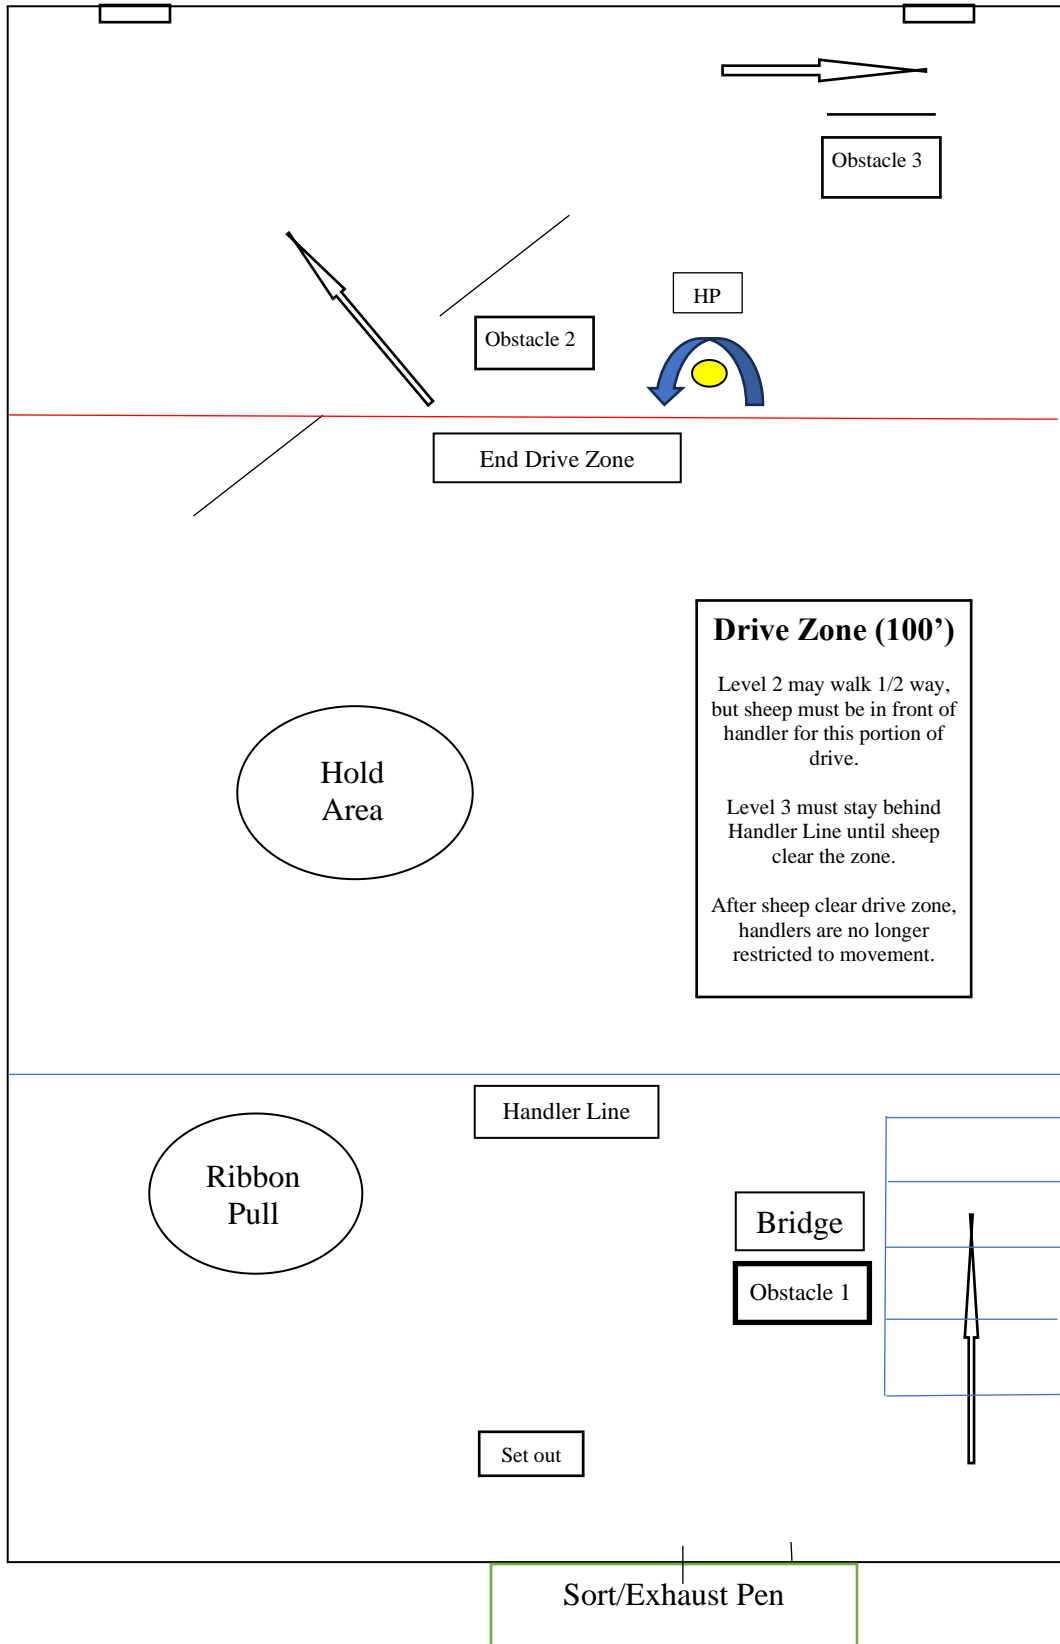 Obstacle 3
HP
Obstacle 2
End Drive Zone
Drive Zone (100’)
Level 2 may walk 1/2 way,
but sheep must be in front of
handler for this portion of
drive.
Level 3 must stay behind
Handler Line until sheep
clear the zone.
After sheep clear drive zone,
handlers are no longer
restricted to movement.
Hold
Area
Handler Line
Ribbon
Pull
Bridge
Obstacle 1
Set out
Sort/Exhaust Pen